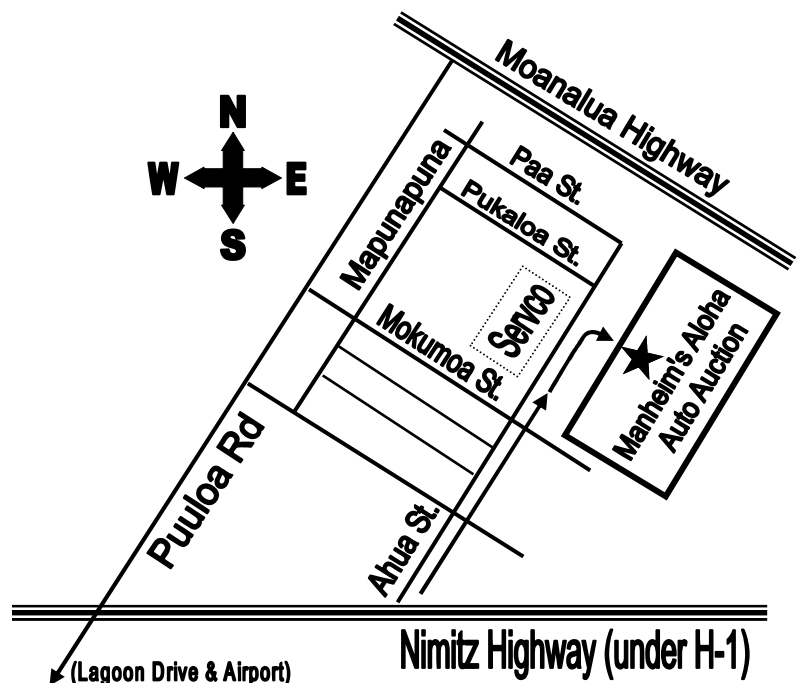 Moanalua Highway
N
W
E
S
Paa St.
Mapunapuna
Pukaloa St.
Servco
Mokumoa St.
Manheim's Aloha
Auto Auction
Puuloa Rd
Ahua St.
Nimitz Highway (under H-1)
(Lagoon Drive & Airport)